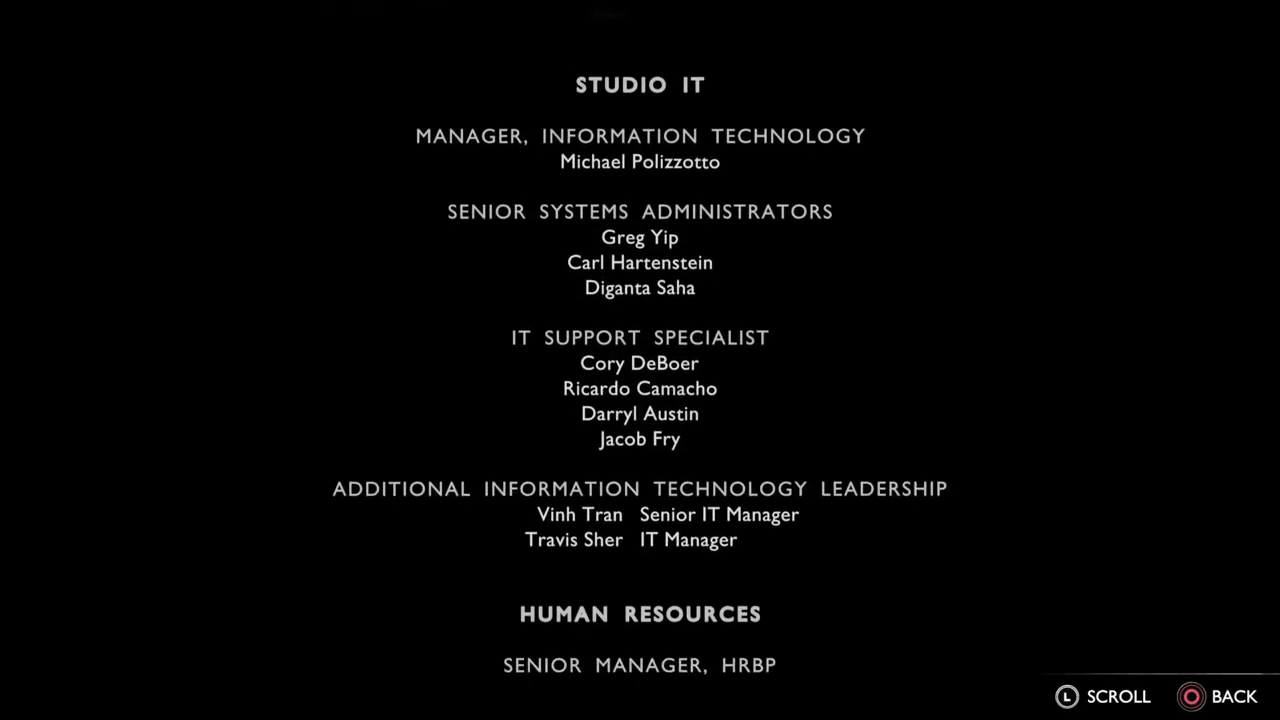 STUDIO IT
MANAGER, INFORMATION TECHNOLOGY
Michael Polizzotto
SENIOR SYSTEMS ADMINISTRATORS
Greg Yip
Carl Hartenstein
Diganta Saha
IT SUPPORT SPECIALIST
Cory DeBoer
Ricardo Camacho
Darryl Austin
Jacob Fry
ADDITIONAL INFORMATION TECHNOLOGY LEADERSHIP
Vinh Tran Senior IT Manager
Travis Sher IT Manager
HUMAN RESOURCES
SENIOR MANAGER, HRBP
L SCROLL BACK